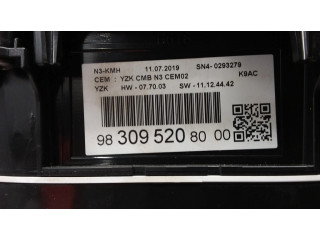 N3-KMH 11.07.2019 SN4- 0293279
CEM : YZK CMB N3 CEM02 K9AC
YZK HW - 07.70.03 SW - 11.12.44.42
98 309 520 80 00